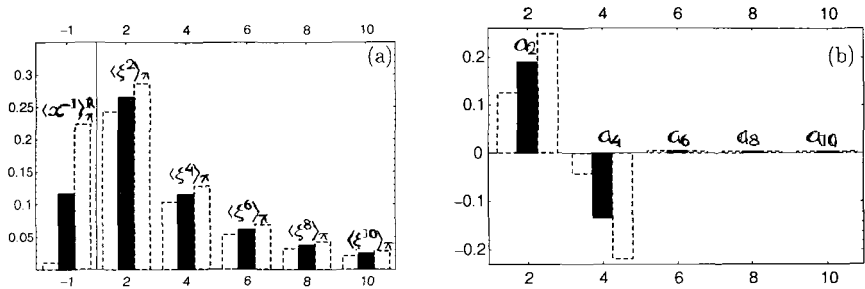 -1 2 4 6 8 10
(a)
0.3
0.25
0.2
0.15
0.1
0.05
⟨x⁻¹⟩ᴿπ
⟨ξ²⟩π
⟨ξ⁴⟩π
⟨ξ⁶⟩π
⟨ξ⁸⟩π
⟨ξ¹⁰⟩π
-1 2 4 6 8 10
2 4 6 8 10
(b)
0.2
0.1
0
-0.1
-0.2
a₂
a₄
a₆
a₈
a₁₀
2 4 6 8 10